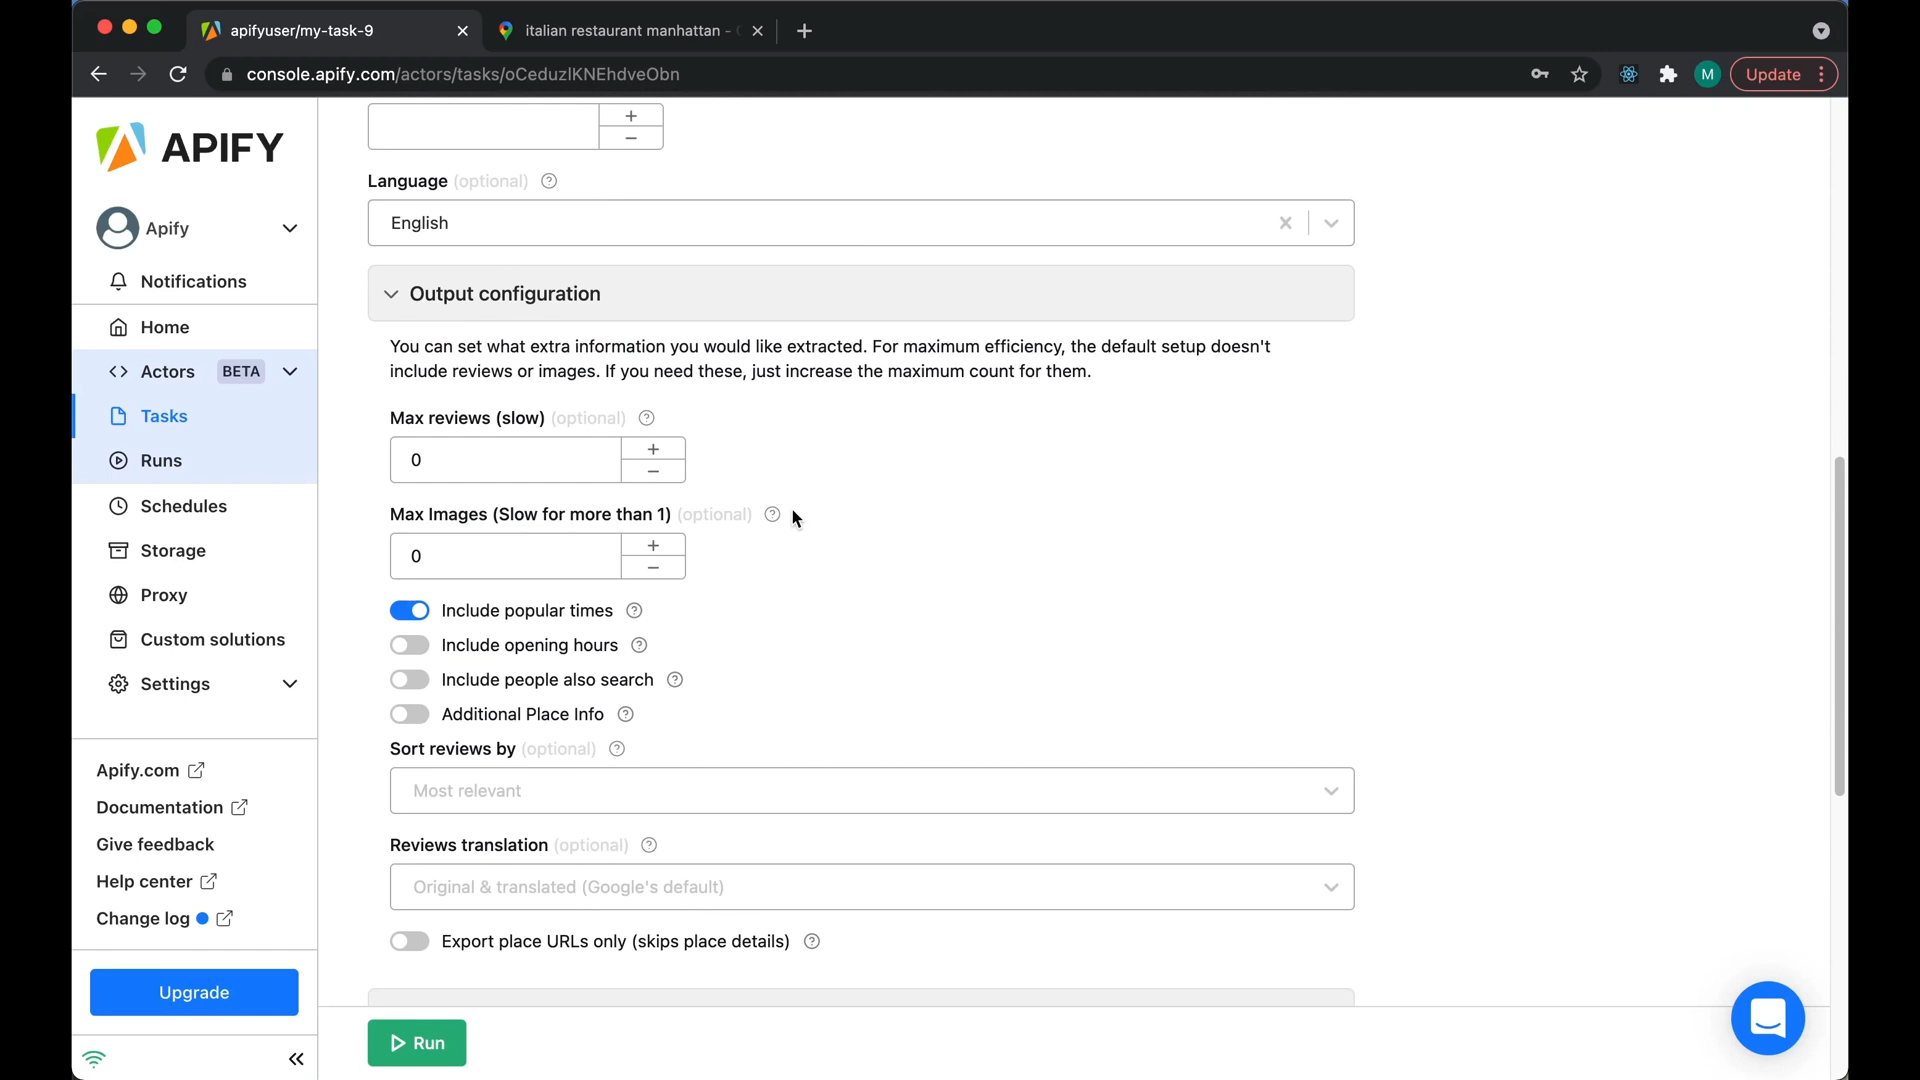 apifyuser/my-task-9
italian restaurant manhattan -
console.apify.com/actors/tasks/oCeduzlKNEhdveObn
M
Update
APIFY
Apify
Notifications
Home
Actors BETA
Tasks
Runs
Schedules
Storage
Proxy
Custom solutions
Settings
Apify.com
Documentation
Give feedback
Help center
Change log
Upgrade
Language (optional)
English
Output configuration
You can set what extra information you would like extracted. For maximum efficiency, the default setup doesn't
include reviews or images. If you need these, just increase the maximum count for them.
Max reviews (slow) (optional)
0
Max Images (Slow for more than 1) (optional)
0
Include popular times
Include opening hours
Include people also search
Additional Place Info
Sort reviews by (optional)
Most relevant
Reviews translation (optional)
Original & translated (Google's default)
Export place URLs only (skips place details)
Run